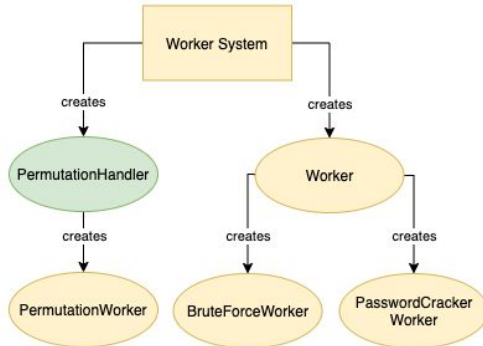 Worker System
creates
creates
PermutationHandler
Worker
creates
creates
creates
PermutationWorker
BruteForceWorker
PasswordCracker
Worker